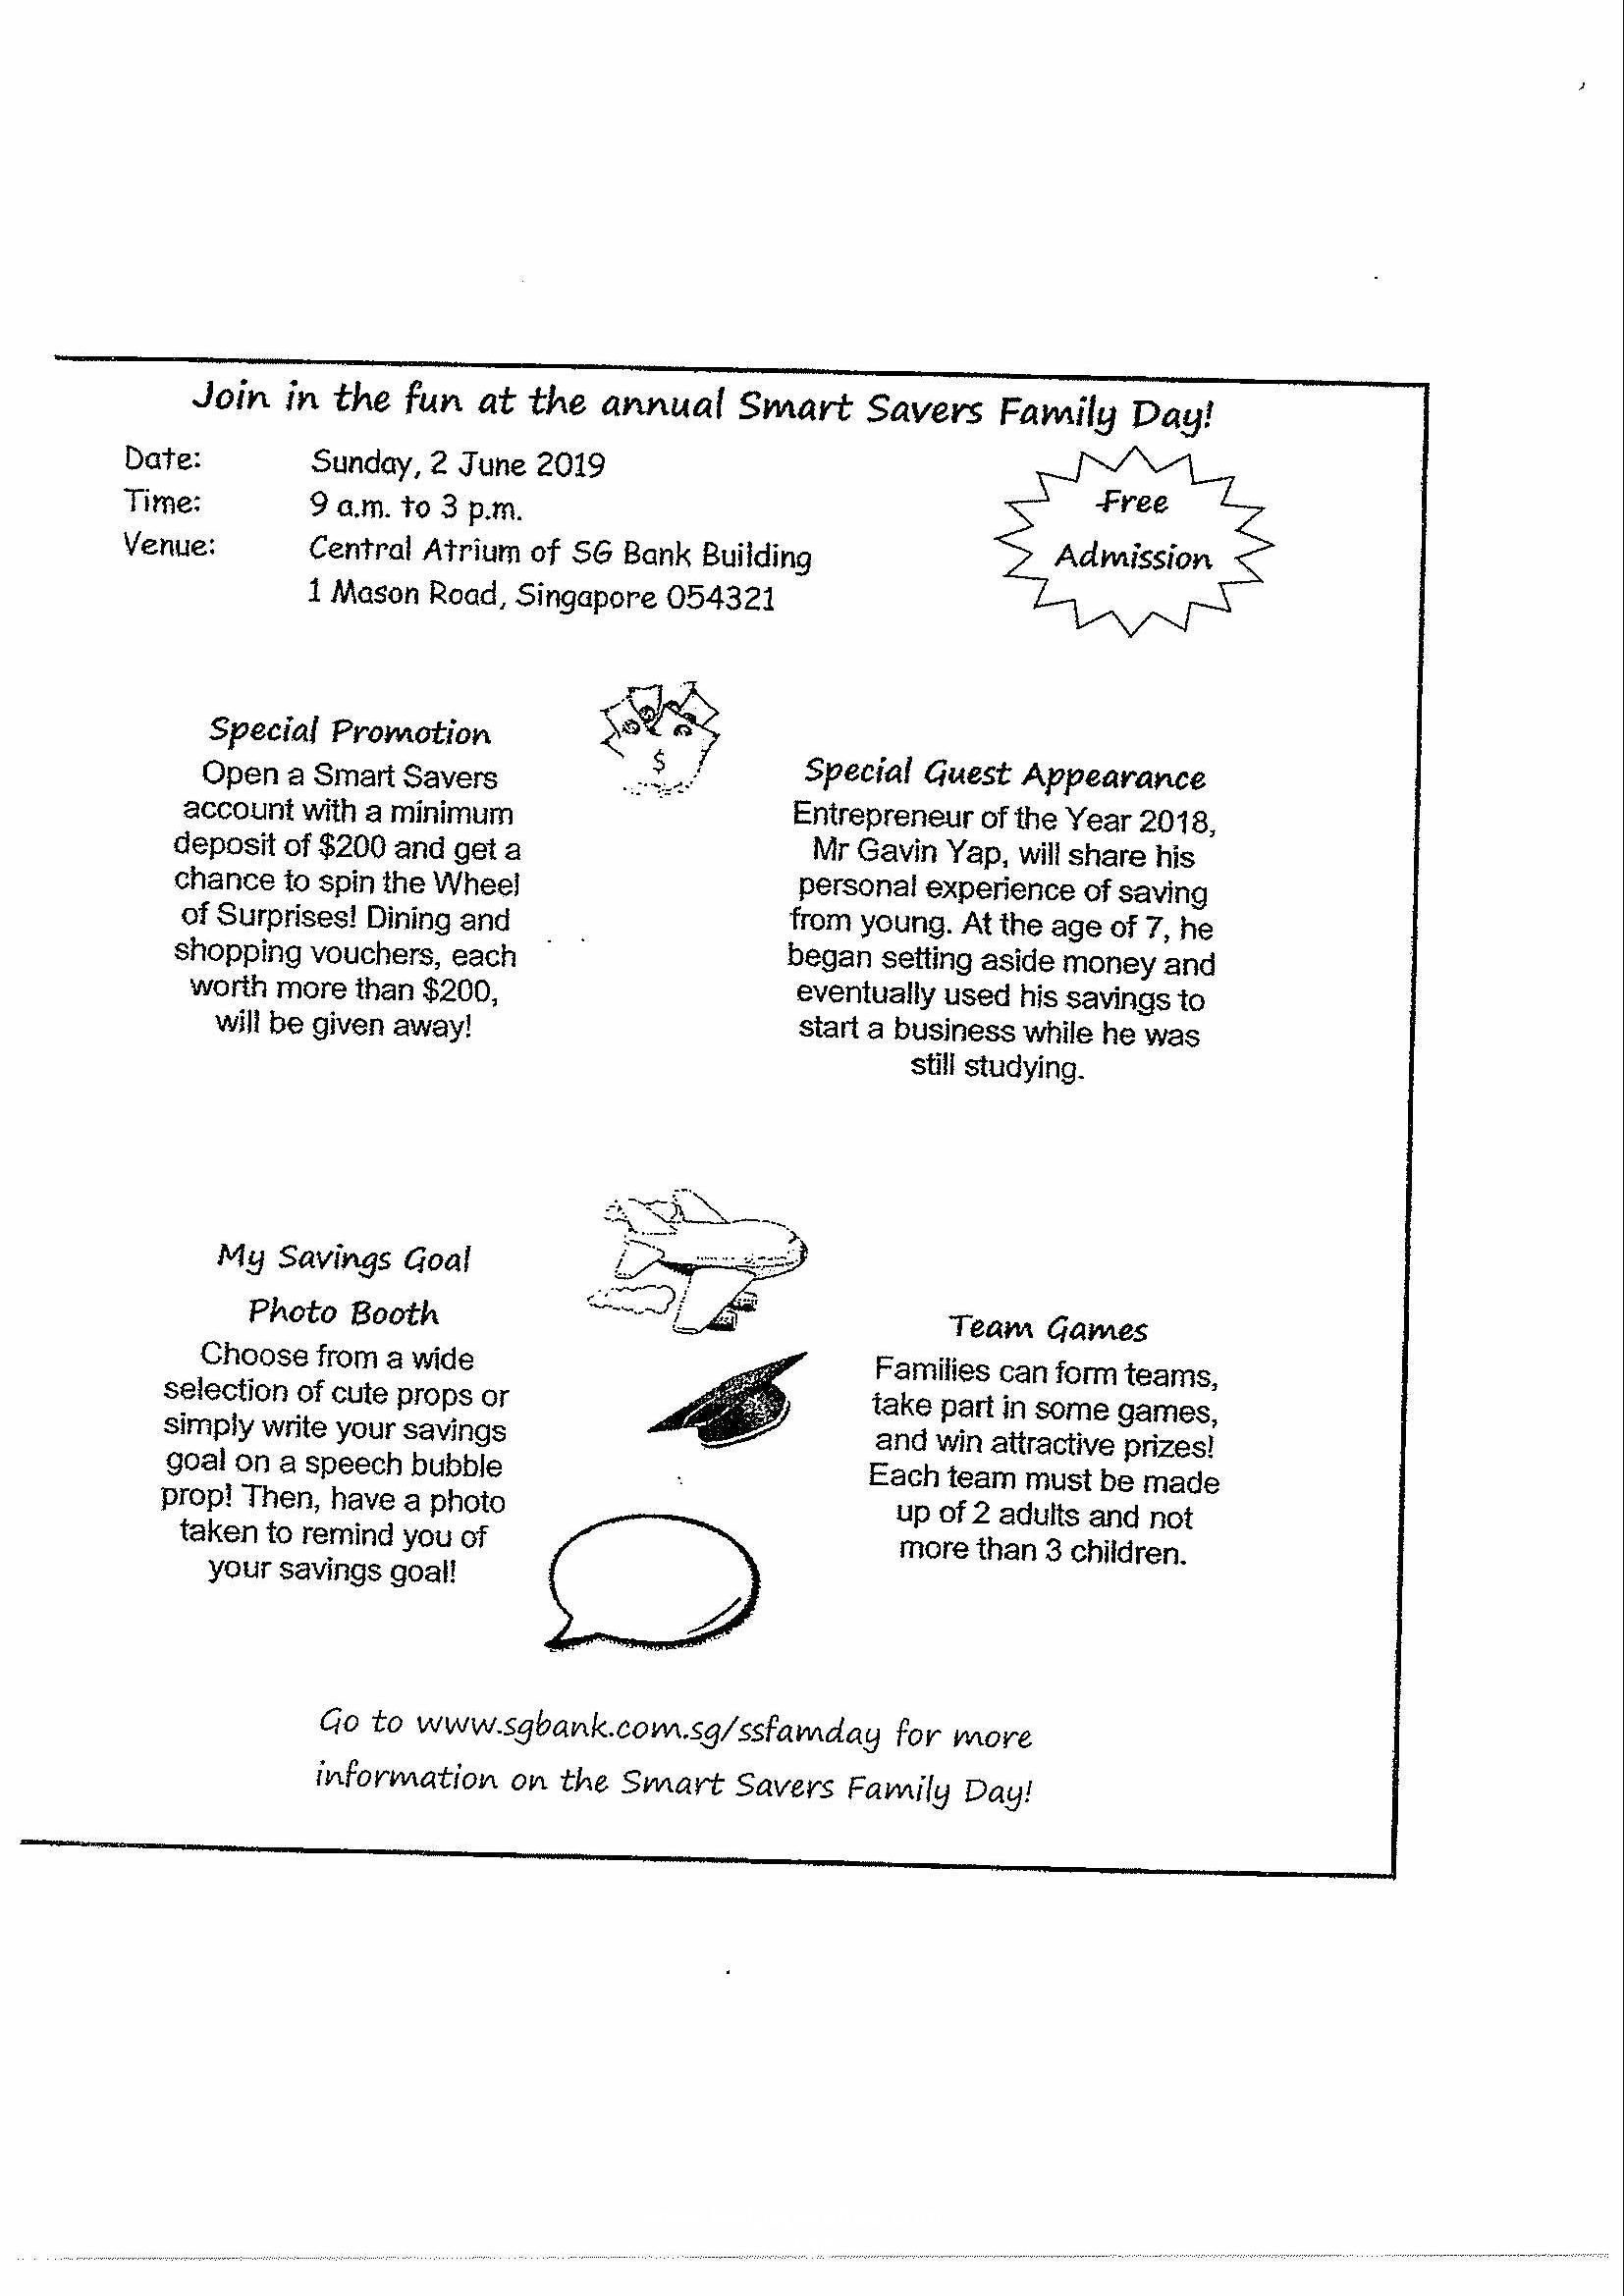 Join in the fun at the annual Smart Savers Family Day!
Date: Sunday, 2 June 2019
Time: 9 a.m. to 3 p.m.
Venue: Central Atrium of SG Bank Building
1 Mason Road, Singapore 054321
Free
Admission
Special Promotion
Open a Smart Savers
account with a minimum
deposit of $200 and get a
chance to spin the Wheel
of Surprises! Dining and
shopping vouchers, each
worth more than $200,
will be given away!
$
Special Guest Appearance
Entrepreneur of the Year 2018,
Mr Gavin Yap, will share his
personal experience of saving
from young. At the age of 7, he
began setting aside money and
eventually used his savings to
start a business while he was
still studying.
My Savings Goal
Photo Booth
Choose from a wide
selection of cute props or
simply write your savings
goal on a speech bubble
prop! Then, have a photo
taken to remind you of
your savings goal!
Team Games
Families can form teams,
take part in some games,
and win attractive prizes!
Each team must be made
up of 2 adults and not
more than 3 children.
Go to www.sgbank.com.sg/ssfamday for more
information on the Smart Savers Family Day!